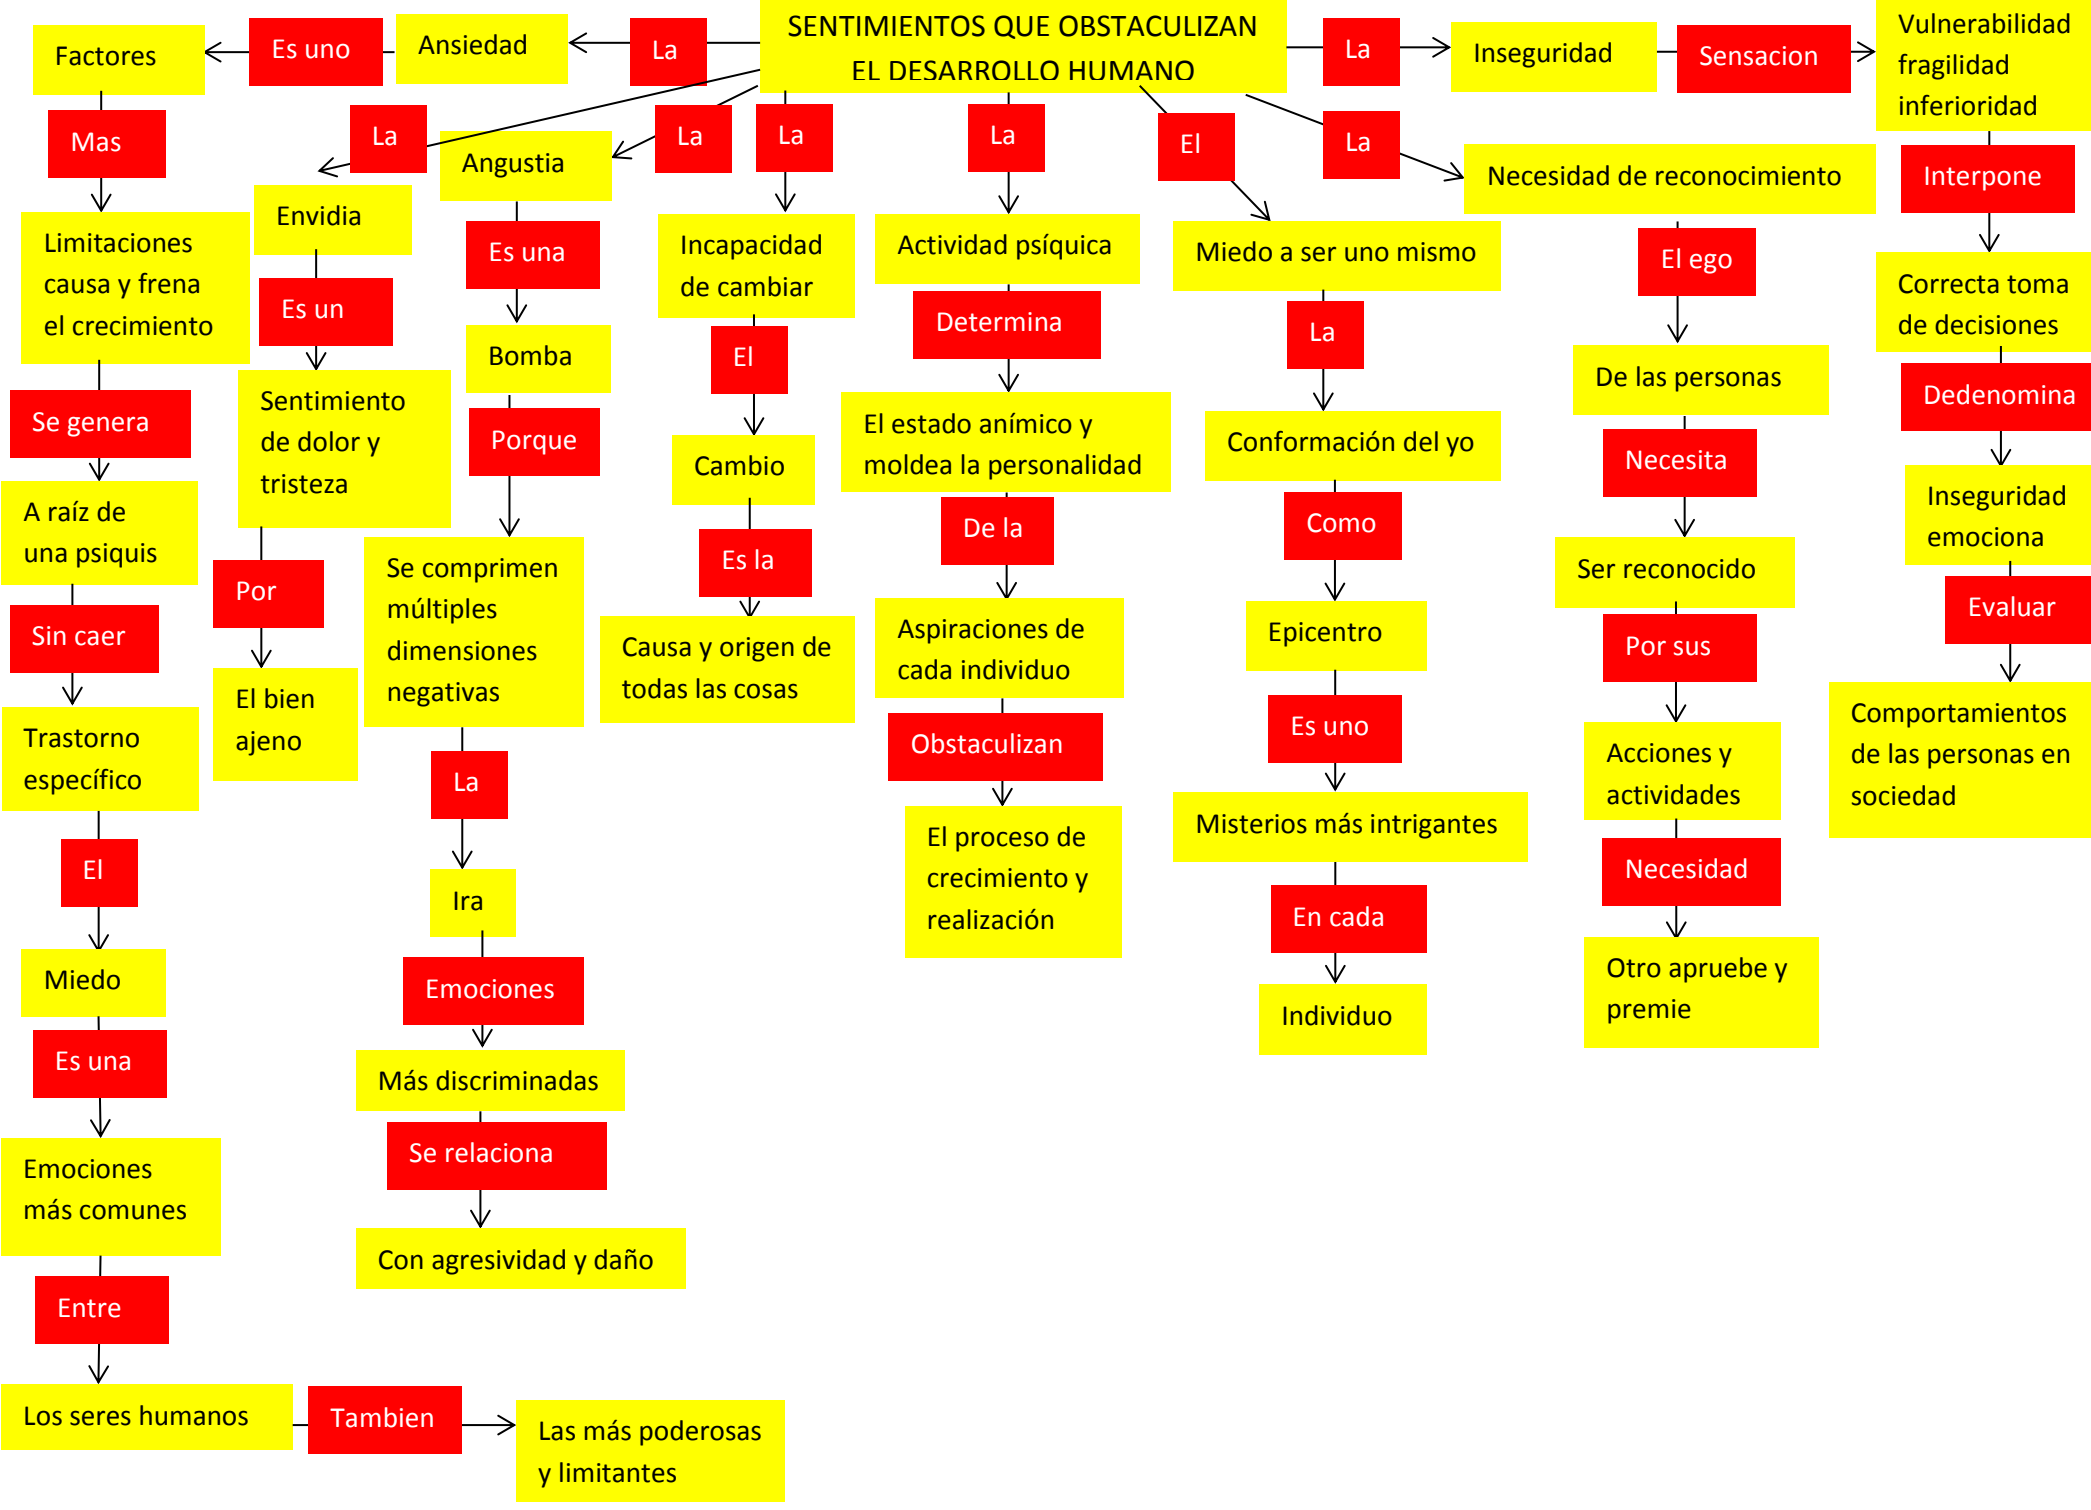 SENTIMIENTOS QUE OBSTACULIZAN
EL DESARROLLO HUMANO
La
Ansiedad
Es uno
Factores
Mas
Limitaciones
causa y frena
el crecimiento
Se genera
A raíz de
una psiquis
Sin caer
Trastorno
específico
El
Miedo
Es una
Emociones
más comunes
Entre
Los seres humanos
Tambien
Las más poderosas
y limitantes
La
Envidia
Es un
Sentimiento
de dolor y
tristeza
Por
El bien
ajeno
La
Angustia
Es una
Bomba
Porque
Se comprimen
múltiples
dimensiones
negativas
La
Ira
Emociones
Más discriminadas
Se relaciona
Con agresividad y daño
La
Incapacidad
de cambiar
El
Cambio
Es la
Causa y origen de
todas las cosas
La
Actividad psíquica
Determina
El estado anímico y
moldea la personalidad
De la
Aspiraciones de
cada individuo
Obstaculizan
El proceso de
crecimiento y
realización
El
Miedo a ser uno mismo
La
Conformación del yo
Como
Epicentro
Es uno
Misterios más intrigantes
En cada
Individuo
La
Necesidad de reconocimiento
El ego
De las personas
Necesita
Ser reconocido
Por sus
Acciones y
actividades
Necesidad
Otro apruebe y
premie
La
Inseguridad
Sensacion
Vulnerabilidad
fragilidad
inferioridad
Interpone
Correcta toma
de decisiones
Dedenomina
Inseguridad
emociona
Evaluar
Comportamientos
de las personas en
sociedad